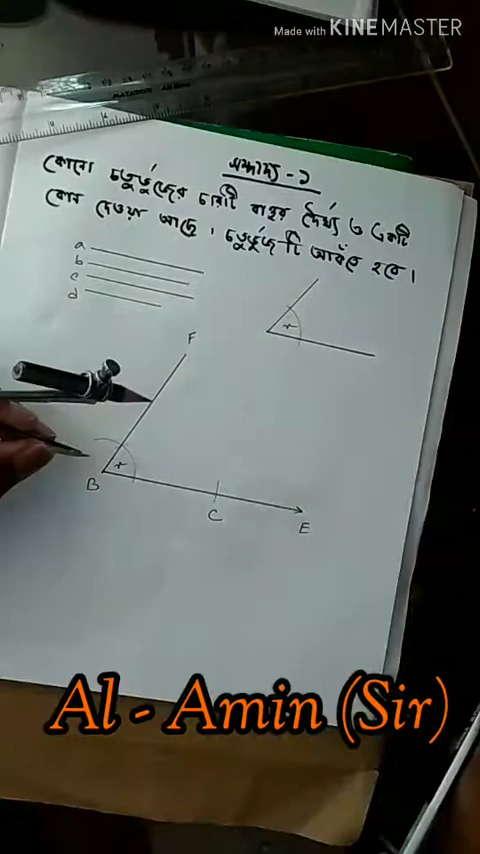 Made with KINEMASTER
সম্পাদ্য - ১
কোনো চতুর্ভুজের চারটি বাহুর দৈর্ঘ্য ও একটি
কোন দেওয়া আছে। চতুর্ভুজটি আঁকতে হবে।
a
b
c
d
x
F
x
B
C
E
Al - Amin (Sir)